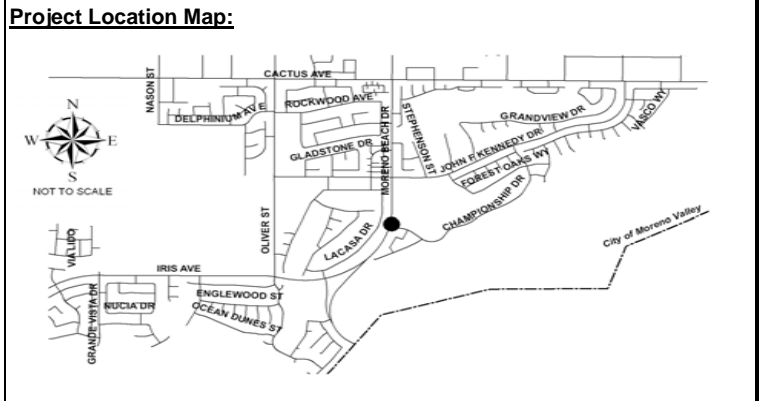 Project Location Map:
CACTUS AVE
NASON ST
ROCKWOOD AVE
DELPHINIUM AVE
STEPHENSON ST
MORENO BEACH DR
GRANDVIEW DR
VASCO WY
N
W E
S
NOT TO SCALE
GLADSTONE DR
JOHN F KENNEDY DR
FOREST OAKS WY
CHAMPIONSHIP DR
OLIVER ST
LA CASA DR
City of Moreno Valley
VIA LIDO
IRIS AVE
ENGLEWOOD ST
NUCIA DR
OCEAN DUNES ST
GRANDE VISTA DR